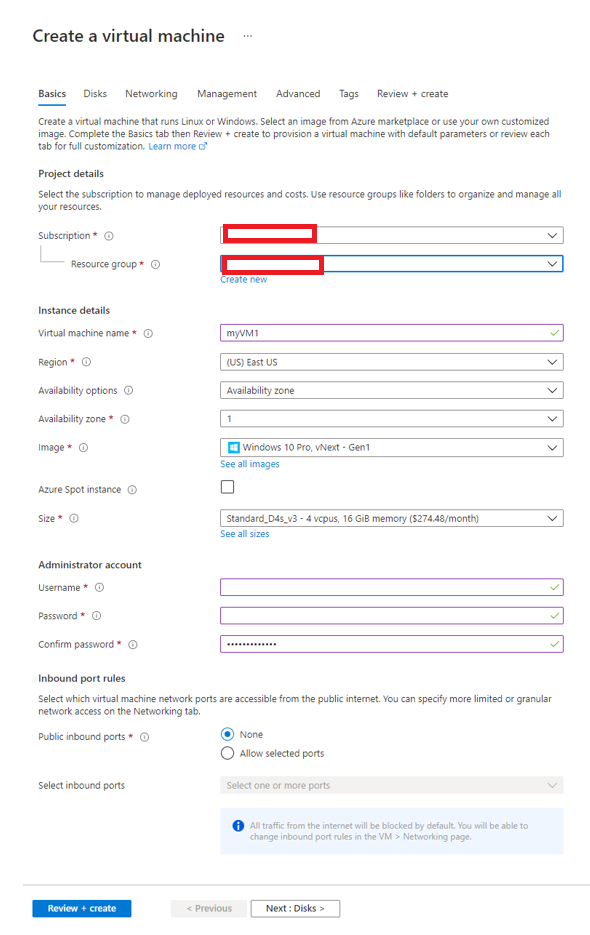 Create a virtual machine ...
Basics Disks Networking Management Advanced Tags Review + create
Create a virtual machine that runs Linux or Windows. Select an image from Azure marketplace or use your own customized
image. Complete the Basics tab then Review + create to provision a virtual machine with default parameters or review each
tab for full customization. Learn more
Project details
Select the subscription to manage deployed resources and costs. Use resource groups like folders to organize and manage all
your resources.
Subscription *
Resource group *
Create new
Instance details
Virtual machine name * myVM1
Region * (US) East US
Availability options Availability zone
Availability zone * 1
Image * Windows 10 Pro, vNext - Gen1
See all images
Azure Spot instance
Size * Standard_D4s_v3 - 4 vcpus, 16 GiB memory ($274.48/month)
See all sizes
Administrator account
Username *
Password *
Confirm password * •••••••••••••
Inbound port rules
Select which virtual machine network ports are accessible from the public internet. You can specify more limited or granular
network access on the Networking tab.
Public inbound ports * None
Allow selected ports
Select inbound ports Select one or more ports
All traffic from the internet will be blocked by default. You will be able to
change inbound port rules in the VM > Networking page.
Review + create < Previous Next : Disks >